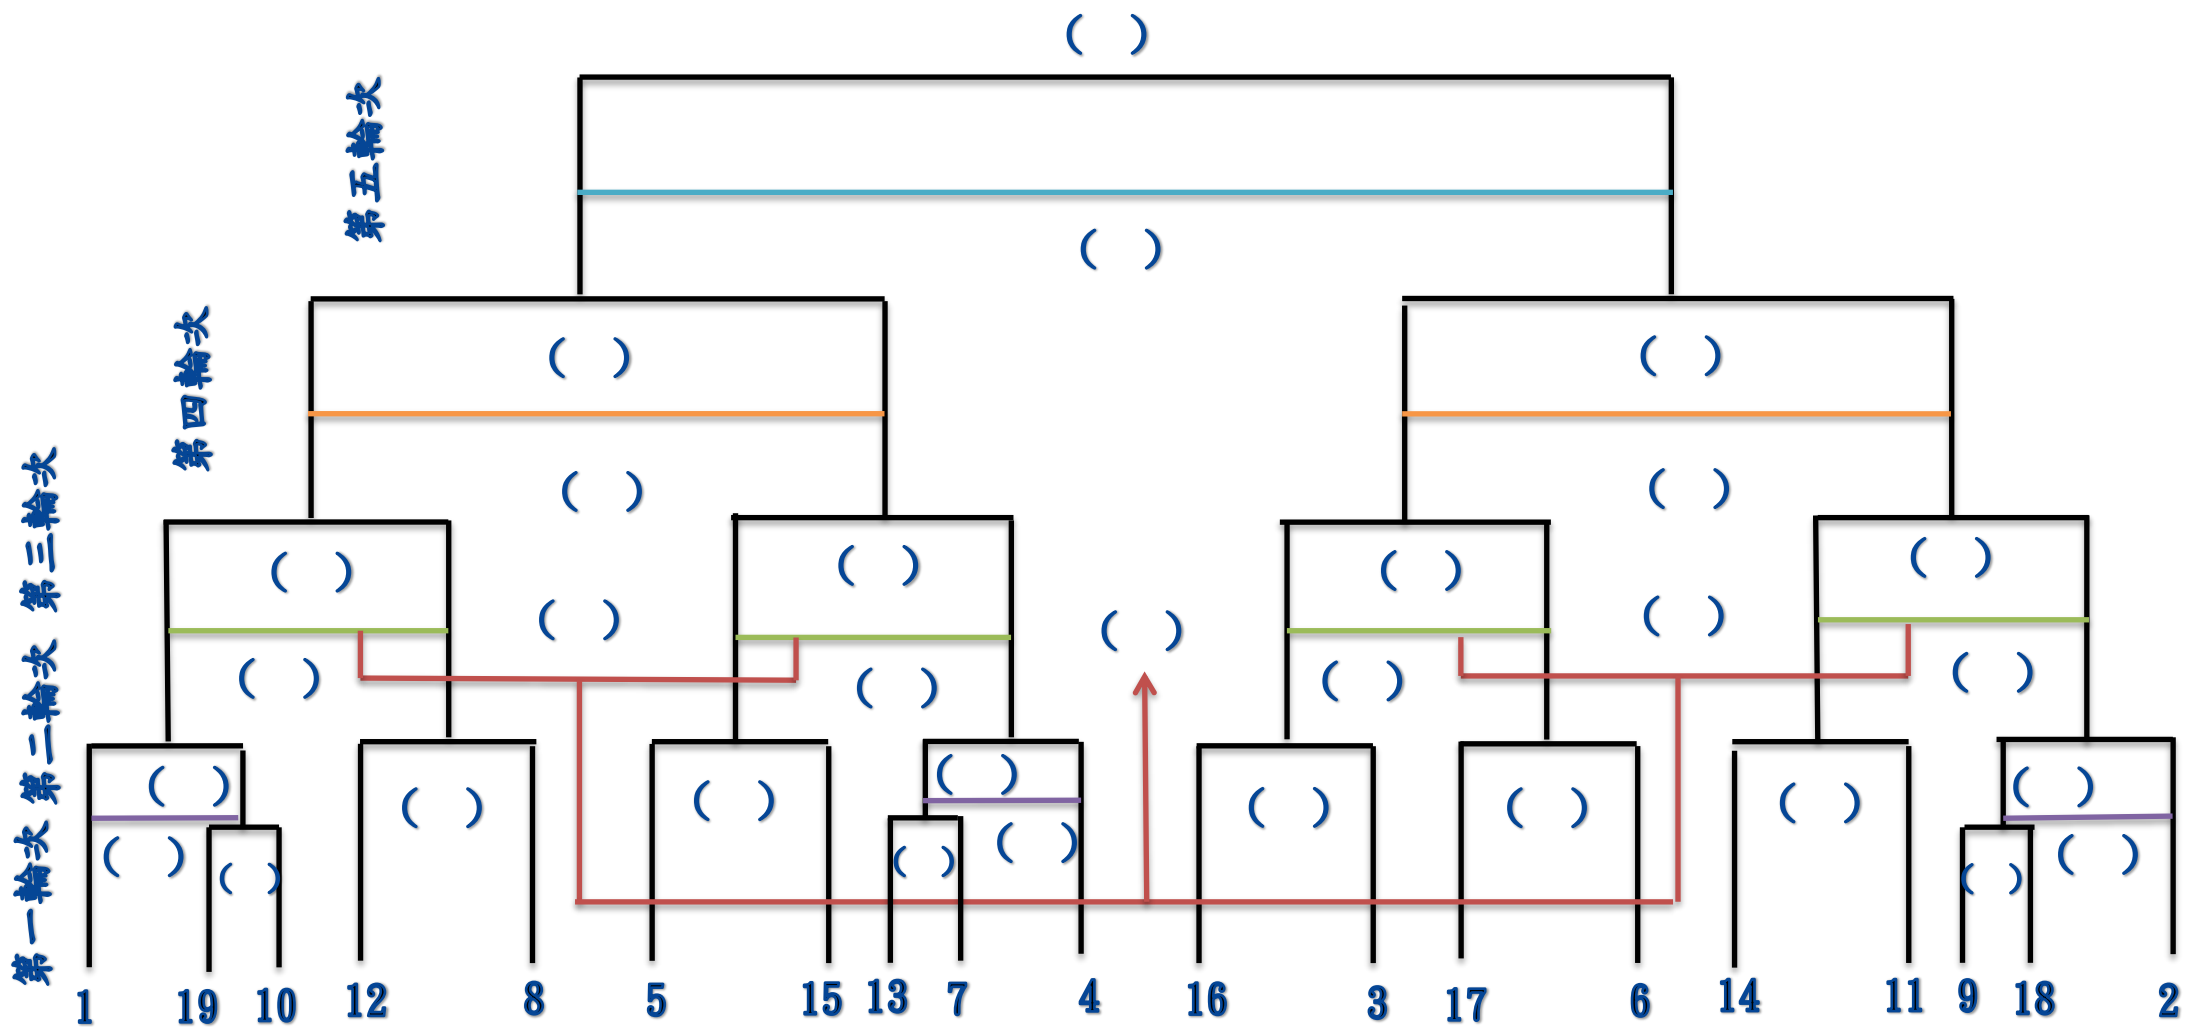 ( )
第五輪次
( )
第四輪次
( ) ( )
第三輪次
( ) ( )
( ) ( ) ( ) ( )
( ) ( ) ( )
第二輪次
( ) ( ) ( ) ( )
( ) ( ) ( ) ( ) ( ) ( ) ( ) ( )
第一輪次
( ) ( ) ( ) ( ) ( ) ( )
1 19 10 12 8 5 15 13 7 4 16 3 17 6 14 11 9 18 2